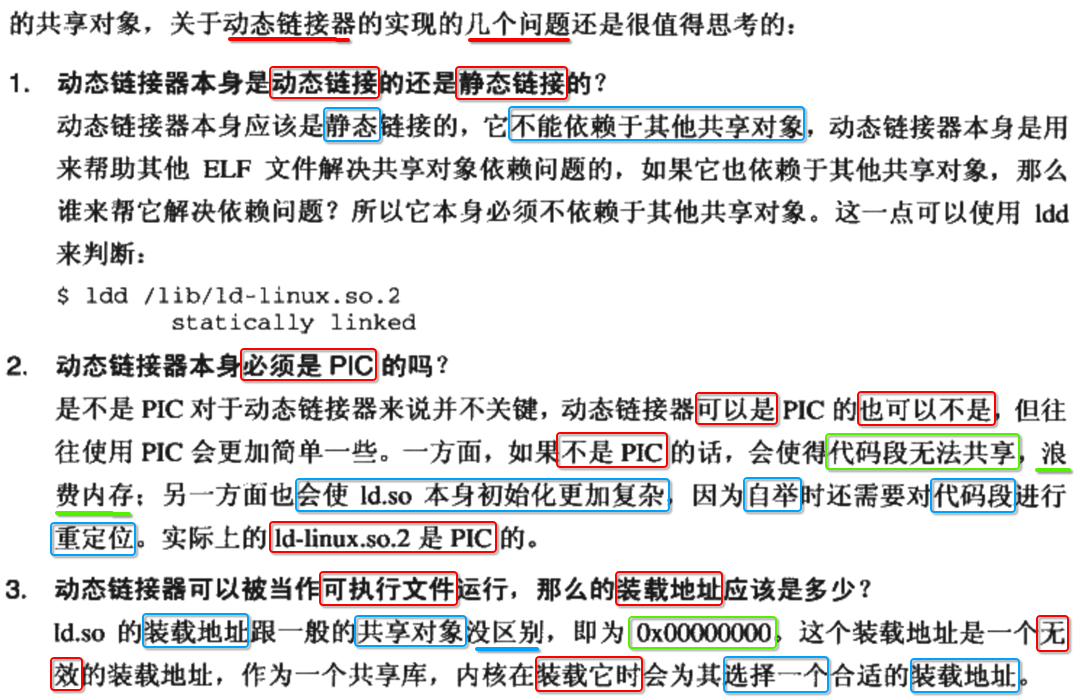 的共享对象，关于动态链接器的实现的几个问题还是很值得思考的：
1. 动态链接器本身是动态链接的还是静态链接的？
动态链接器本身应该是静态链接的，它不能依赖于其他共享对象，动态链接器本身是用
来帮助其他 ELF 文件解决共享对象依赖问题的，如果它也依赖于其他共享对象，那么
谁来帮它解决依赖问题？所以它本身必须不依赖于其他共享对象。这一点可以使用 ldd
来判断：
$ ldd /lib/ld-linux.so.2
statically linked
2. 动态链接器本身必须是 PIC 的吗？
是不是 PIC 对于动态链接器来说并不关键，动态链接器可以是 PIC 的也可以不是，但往
往使用 PIC 会更加简单一些。一方面，如果不是 PIC 的话，会使得代码段无法共享，浪
费内存；另一方面也会使 ld.so 本身初始化更加复杂，因为自举时还需要对代码段进行
重定位。实际上的 ld-linux.so.2 是 PIC 的。
3. 动态链接器可以被当作可执行文件运行，那么的装载地址应该是多少？
ld.so 的装载地址跟一般的共享对象没区别，即为 0x00000000。这个装载地址是一个无
效的装载地址，作为一个共享库，内核在装载它时会为其选择一个合适的装载地址。